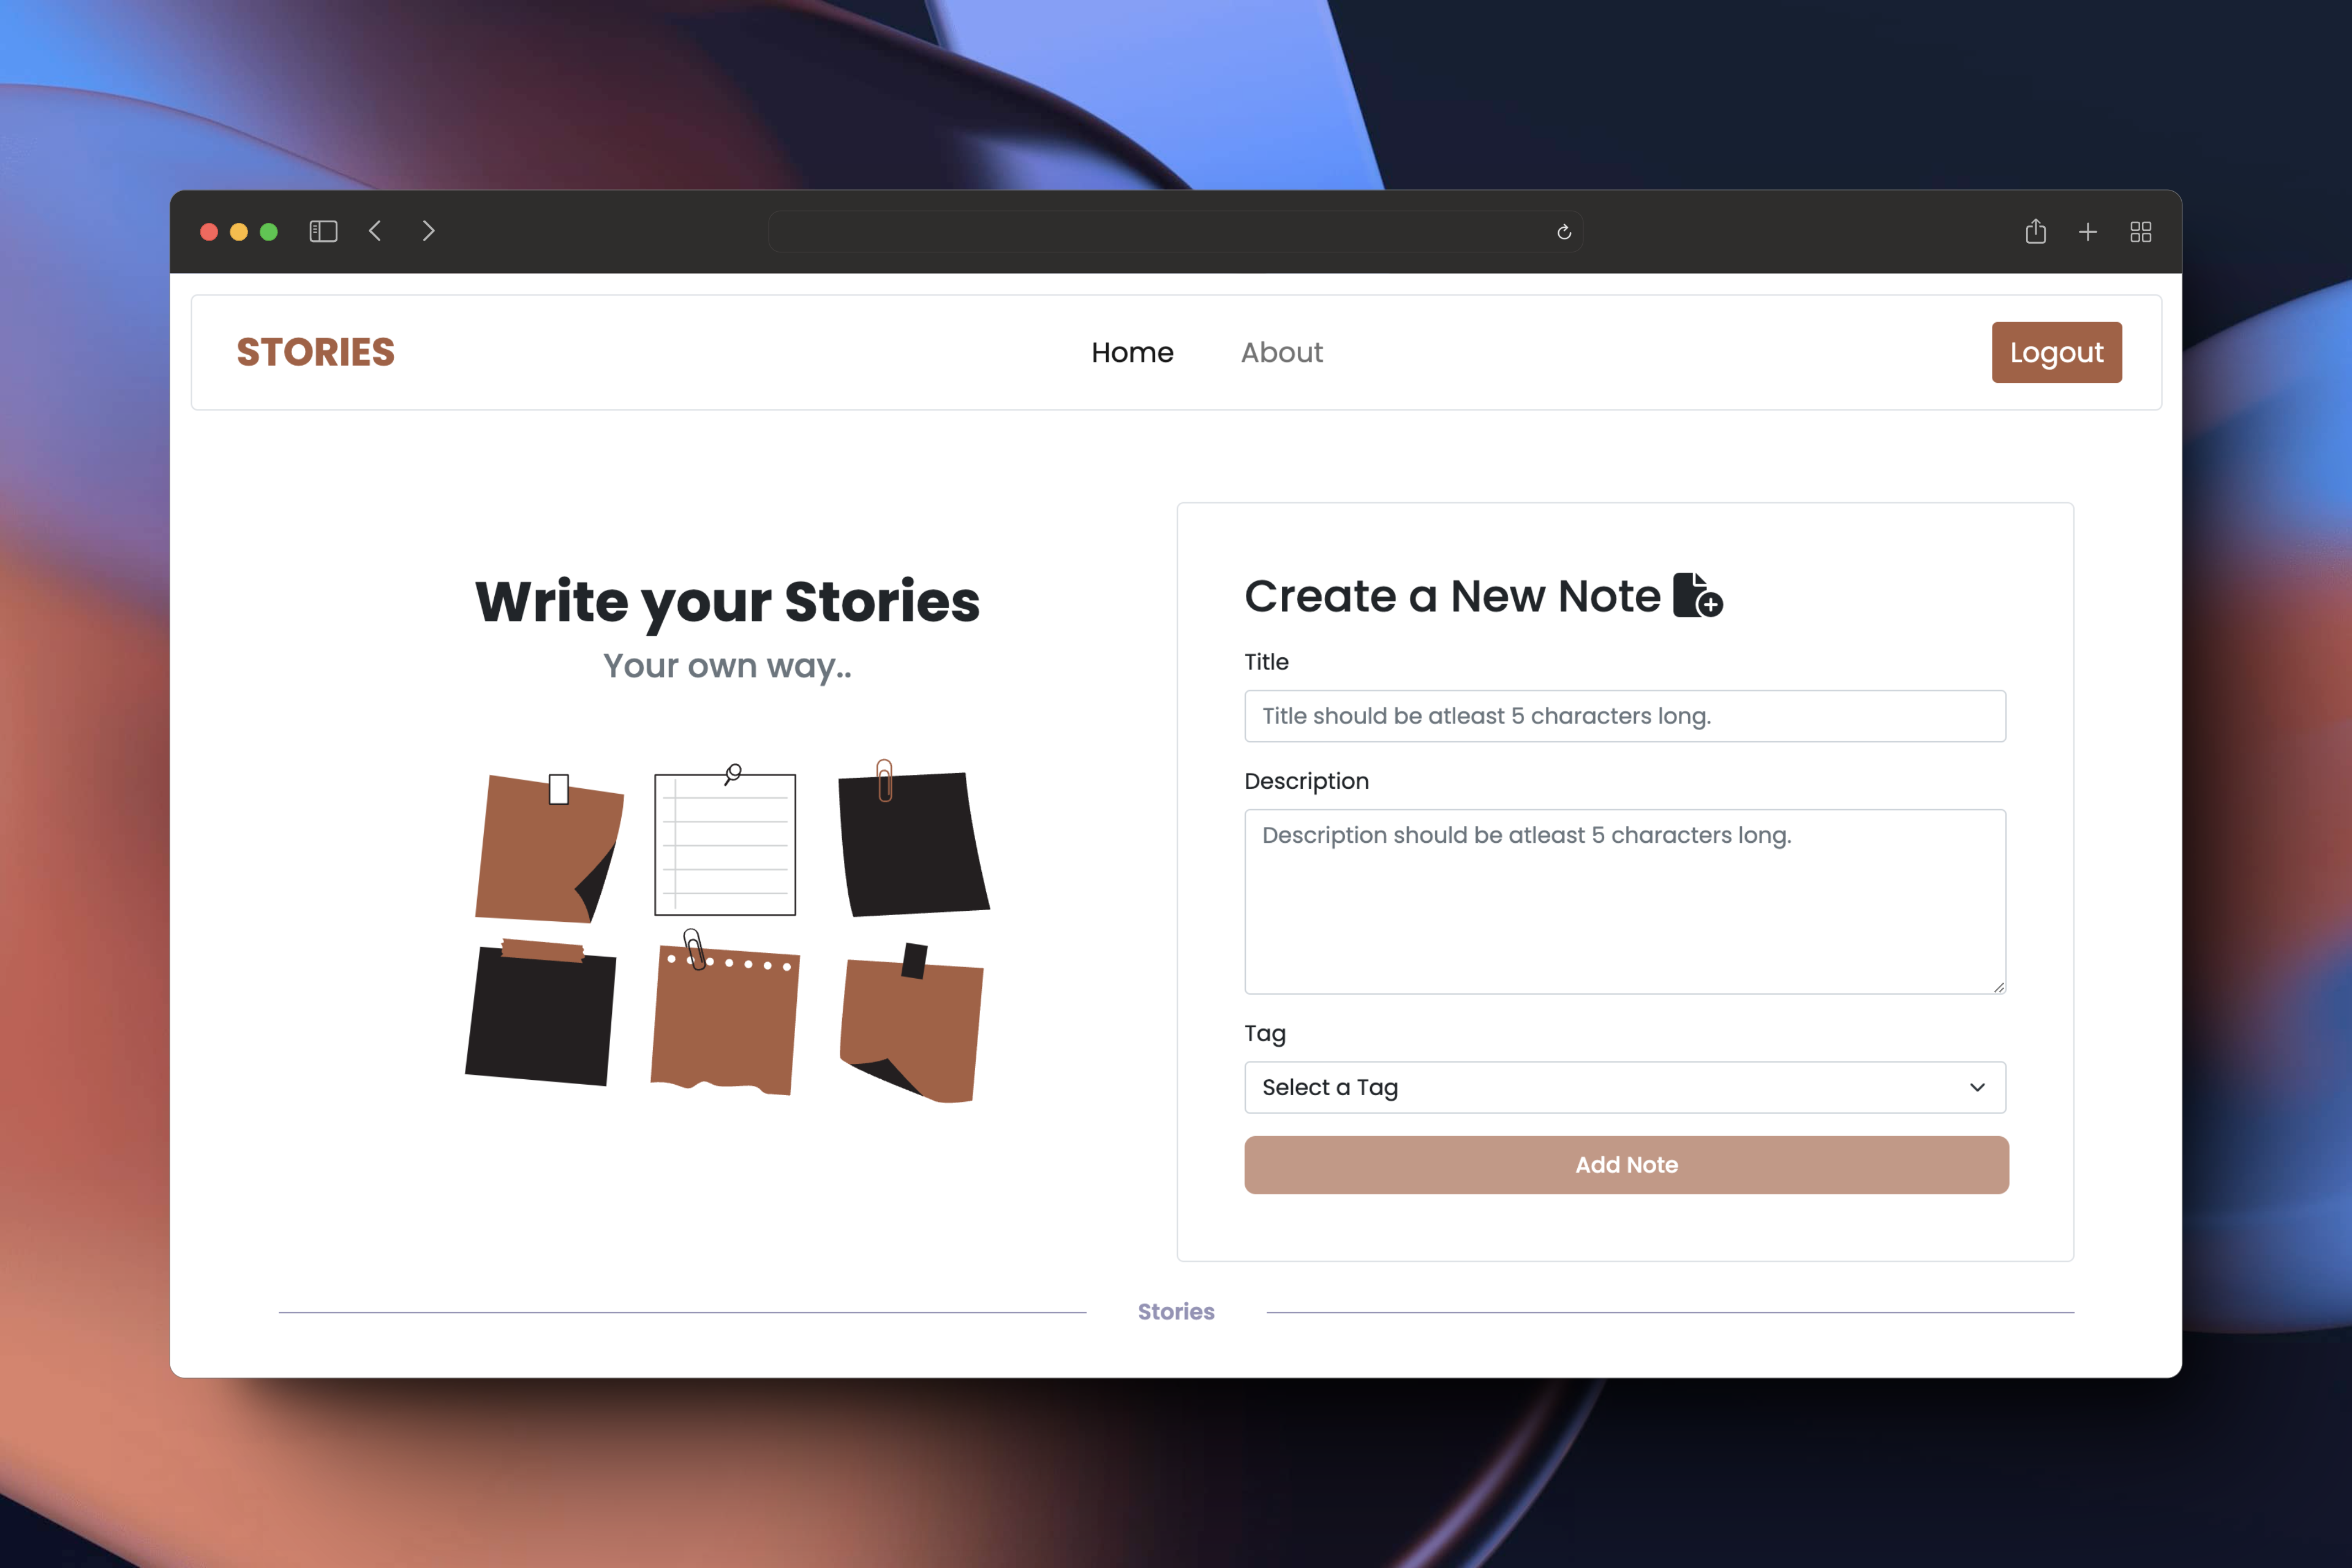 STORIES
Home
About
Logout
Write your Stories
Your own way..
Create a New Note
Title
Title should be atleast 5 characters long.
Description
Description should be atleast 5 characters long.
Tag
Select a Tag
Add Note
Stories